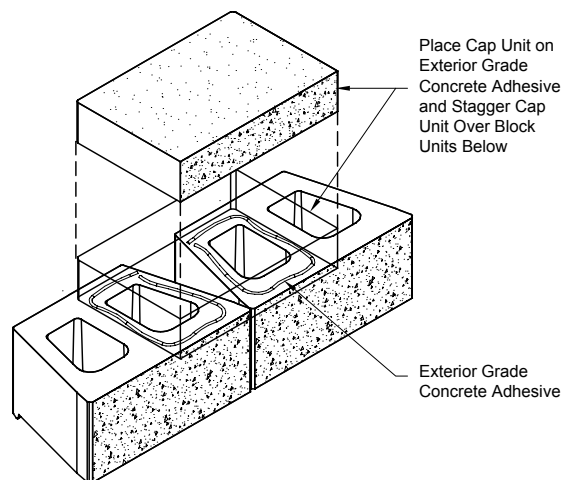 Place Cap Unit on
Exterior Grade
Concrete Adhesive
and Stagger Cap
Unit Over Block
Units Below
Exterior Grade
Concrete Adhesive